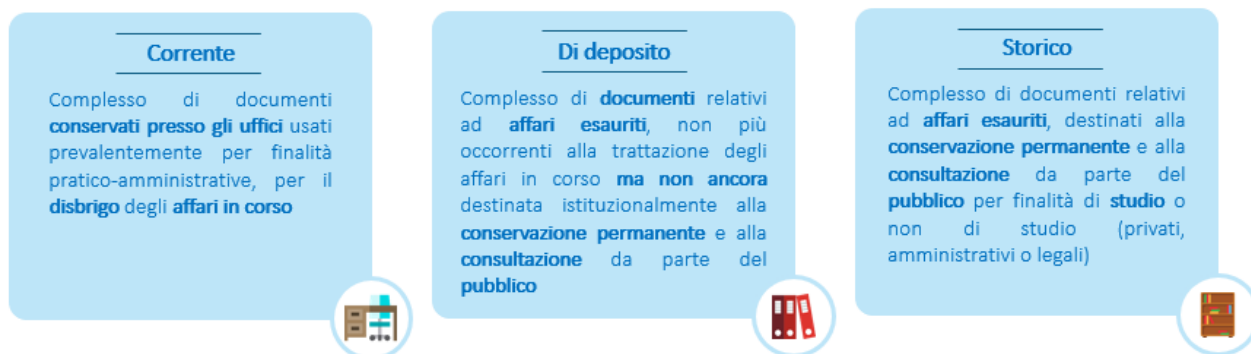 Corrente
Complesso di documenti
conservati presso gli uffici usati
prevalentemente per finalità
pratico-amministrative, per il
disbrigo degli affari in corso
Di deposito
Complesso di documenti relativi
ad affari esauriti, non più
occorrenti alla trattazione degli
affari in corso ma non ancora
destinata istituzionalmente alla
conservazione permanente e alla
consultazione da parte del
pubblico
Storico
Complesso di documenti relativi
ad affari esauriti, destinati alla
conservazione permanente e alla
consultazione da parte del
pubblico per finalità di studio o
non di studio (privati,
amministrativi o legali)